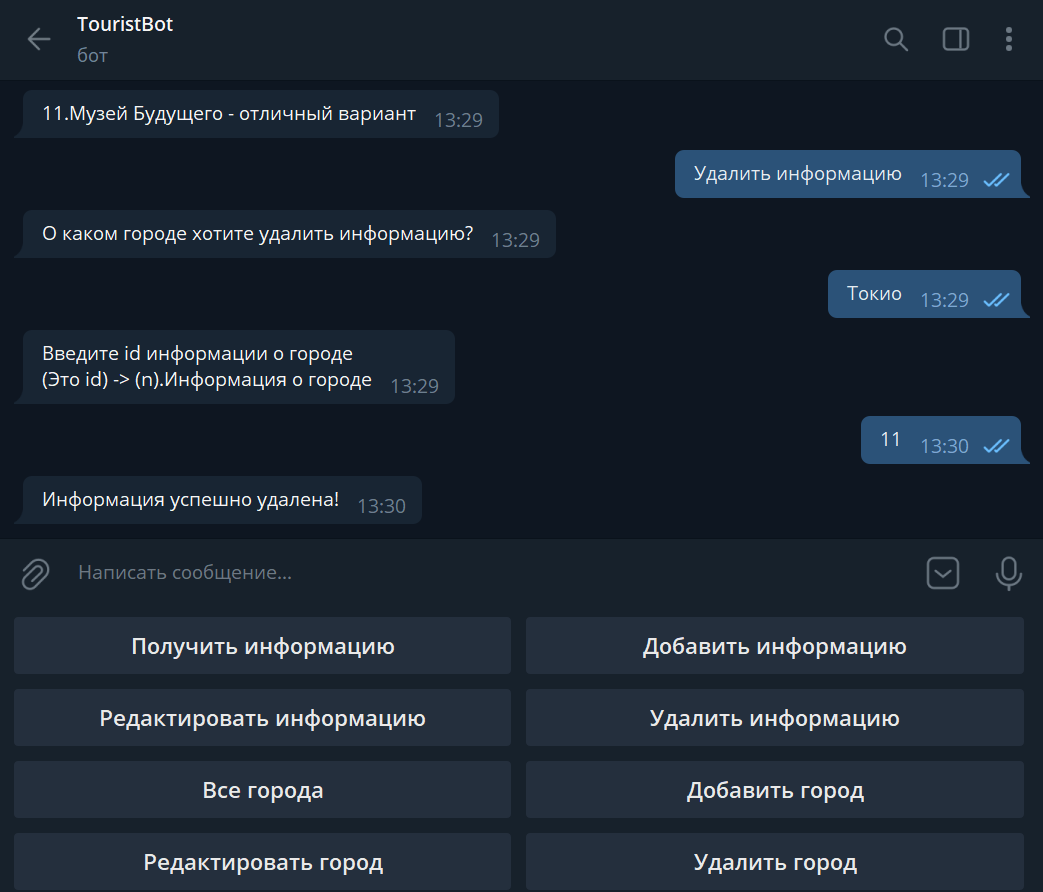 TouristBot
бот
11.Музей Будущего - отличный вариант 13:29
Удалить информацию 13:29
О каком городе хотите удалить информацию? 13:29
Токио 13:29
Введите id информации о городе
(Это id) -> (n).Информация о городе 13:29
11 13:30
Информация успешно удалена! 13:30
Написать сообщение...
Получить информацию
Добавить информацию
Редактировать информацию
Удалить информацию
Все города
Добавить город
Редактировать город
Удалить город